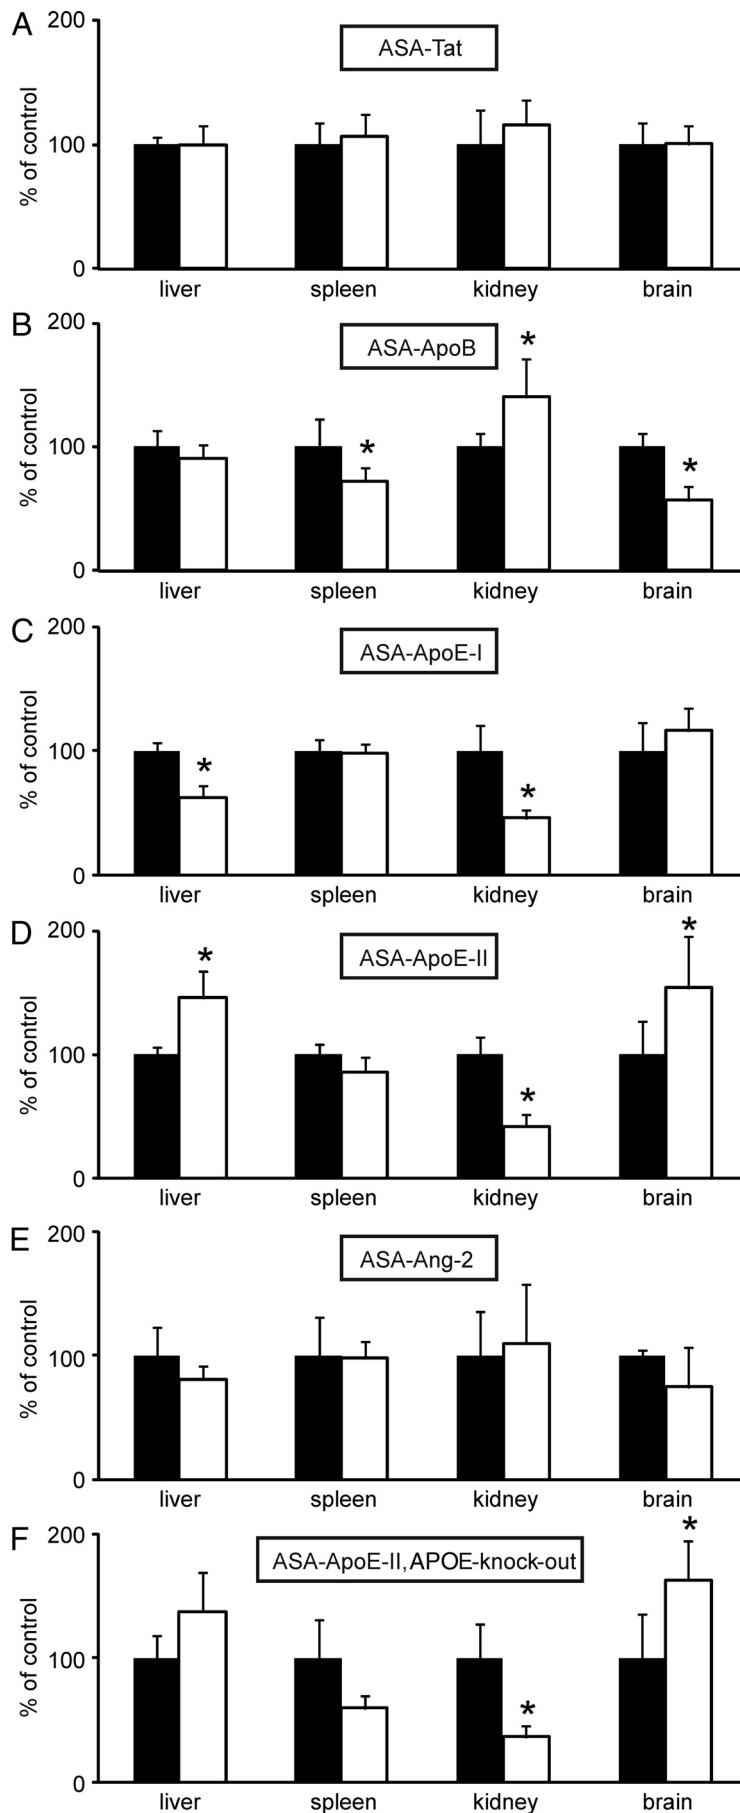 A
200
ASA-Tat
% of control
100
0
liver spleen kidney brain
B
200
ASA-ApoB
*
% of control
100
*
*
0
liver spleen kidney brain
C
200
ASA-ApoE-I
% of control
100
*
*
0
liver spleen kidney brain
D
200
ASA-ApoE-II
*
*
% of control
100
*
0
liver spleen kidney brain
E
200
ASA-Ang-2
% of control
100
0
liver spleen kidney brain
F
200
ASA-ApoE-II, APOE-knock-out
*
% of control
100
*
0
liver spleen kidney brain